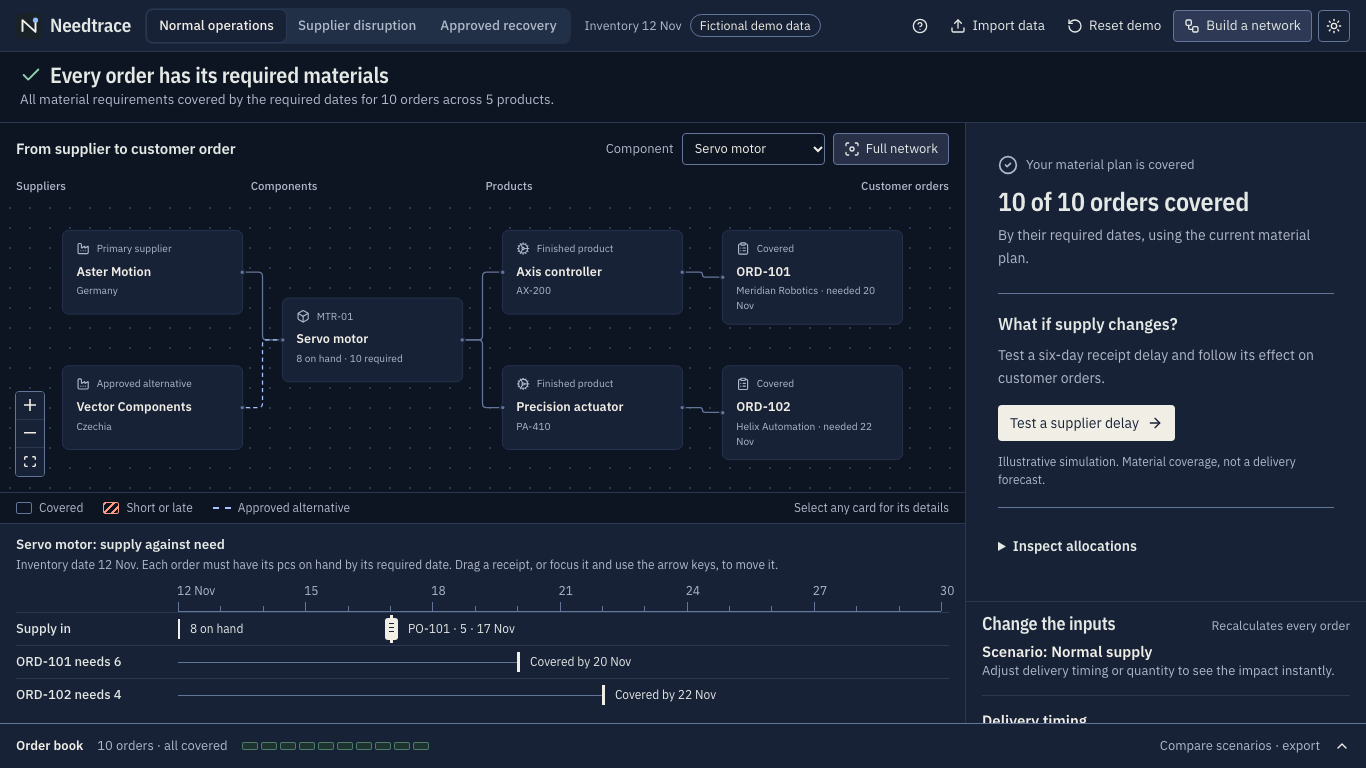 Needtrace
Normal operations
Supplier disruption
Approved recovery
Inventory 12 Nov
Fictional demo data
Import data
Reset demo
Build a network
Every order has its required materials
All material requirements covered by the required dates for 10 orders across 5 products.
From supplier to customer order
Component
Servo motor
Full network
Suppliers
Components
Products
Customer orders
Primary supplier
Aster Motion
Germany
Approved alternative
Vector Components
Czechia
MTR-01
Servo motor
8 on hand · 10 required
Finished product
Axis controller
AX-200
Finished product
Precision actuator
PA-410
Covered
ORD-101
Meridian Robotics · needed 20
Nov
Covered
ORD-102
Helix Automation · needed 22
Nov
Covered
Short or late
Approved alternative
Select any card for its details
Servo motor: supply against need
Inventory date 12 Nov. Each order must have its pcs on hand by its required date. Drag a receipt, or focus it and use the arrow keys, to move it.
12 Nov
15
18
21
24
27
30
Supply in
8 on hand
PO-101 · 5 · 17 Nov
ORD-101 needs 6
Covered by 20 Nov
ORD-102 needs 4
Covered by 22 Nov
Your material plan is covered
10 of 10 orders covered
By their required dates, using the current material
plan.
What if supply changes?
Test a six-day receipt delay and follow its effect on
customer orders.
Test a supplier delay
Illustrative simulation. Material coverage, not a delivery
forecast.
Inspect allocations
Change the inputs
Recalculates every order
Scenario: Normal supply
Adjust delivery timing or quantity to see the impact instantly.
Delivery timing
Order book
10 orders · all covered
Compare scenarios · export